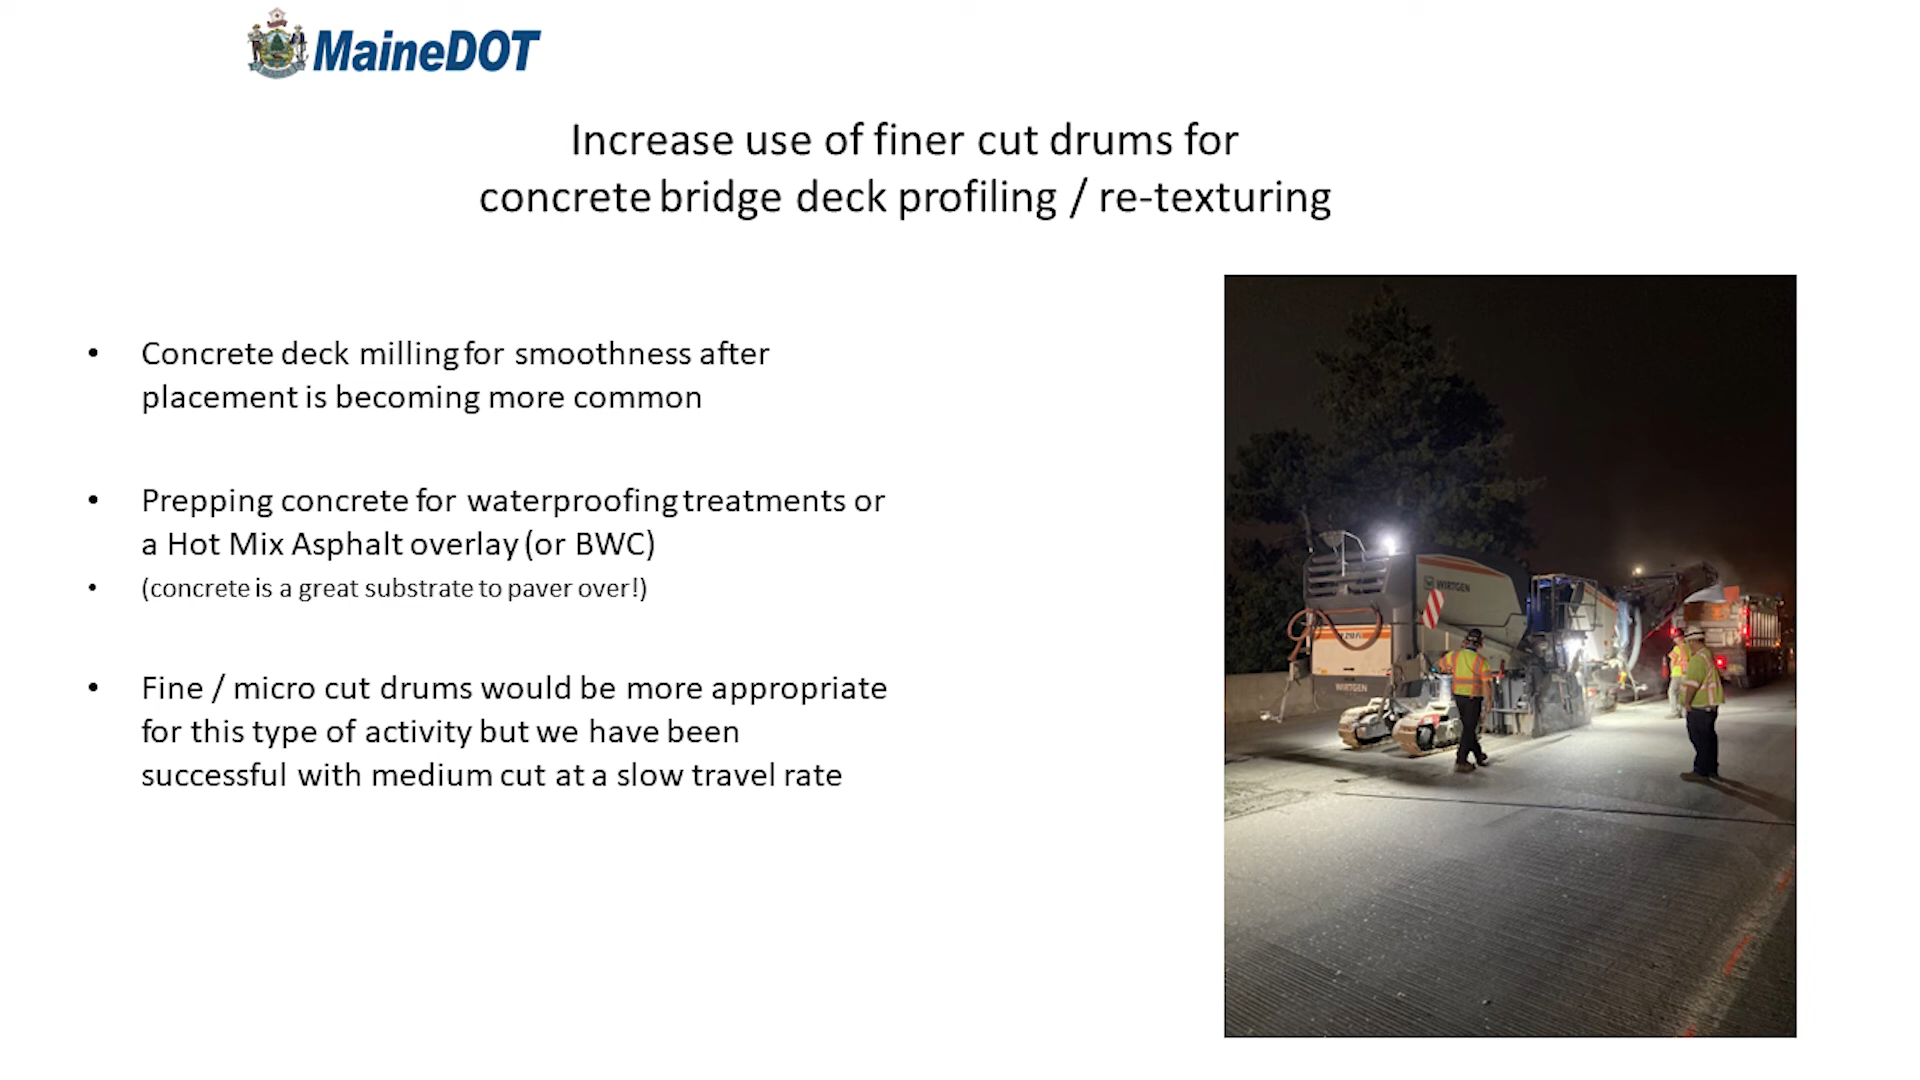 MaineDOT
Increase use of finer cut drums for
concrete bridge deck profiling / re-texturing
• Concrete deck milling for smoothness after
placement is becoming more common
• Prepping concrete for waterproofing treatments or
a Hot Mix Asphalt overlay (or BWC)
• (concrete is a great substrate to paver over!)
• Fine / micro cut drums would be more appropriate
for this type of activity but we have been
successful with medium cut at a slow travel rate
WIRTGEN
WIRTGEN